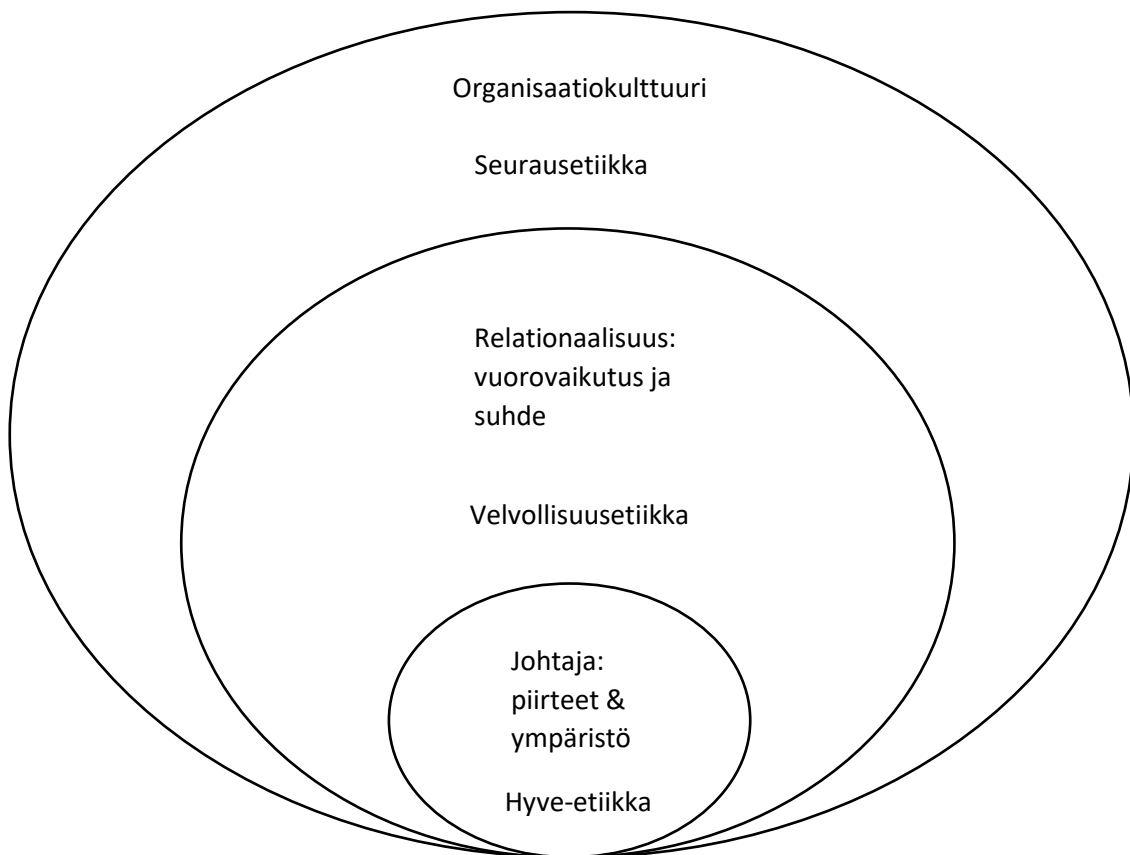 Organisaatiokulttuuri
Seurausetiikka
Relationaalisuus:
vuorovaikutus ja
suhde
Velvollisuusetiikka
Johtaja:
piirteet &
ympäristö
Hyve-etiikka